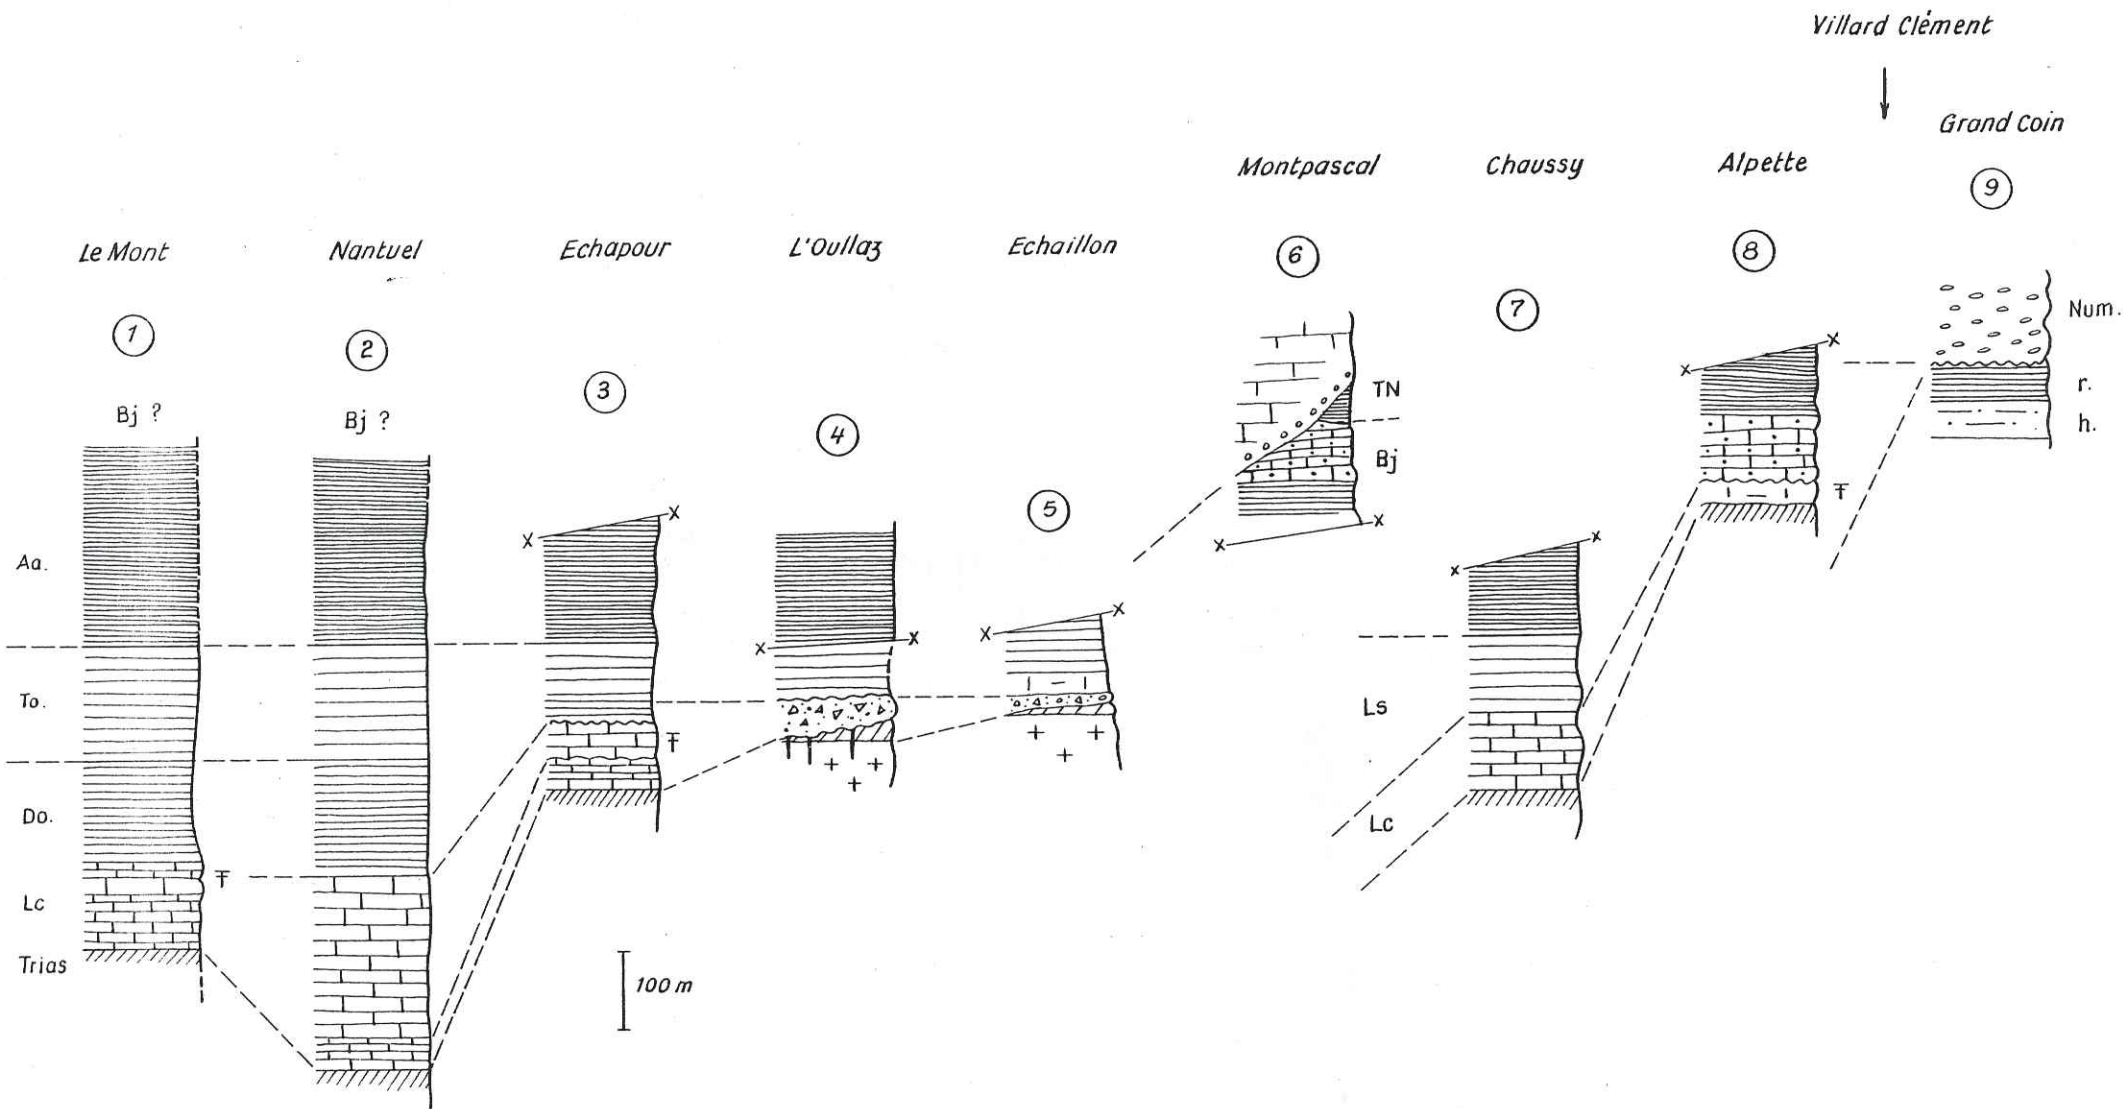 Villard Clément
Grand Coin
Montpascal
Chaussy
Alpette
9
Le Mont
Nantuel
Echapour
L'Oullaz
Echaillon
6
8
7
1
2
3
4
5
Bj ?
Bj ?
Num.
r.
h.
TN
Bj
Aa.
To.
Do.
Lc
Trias
Ŧ
Ŧ
Ŧ
Ls
Lc
100 m